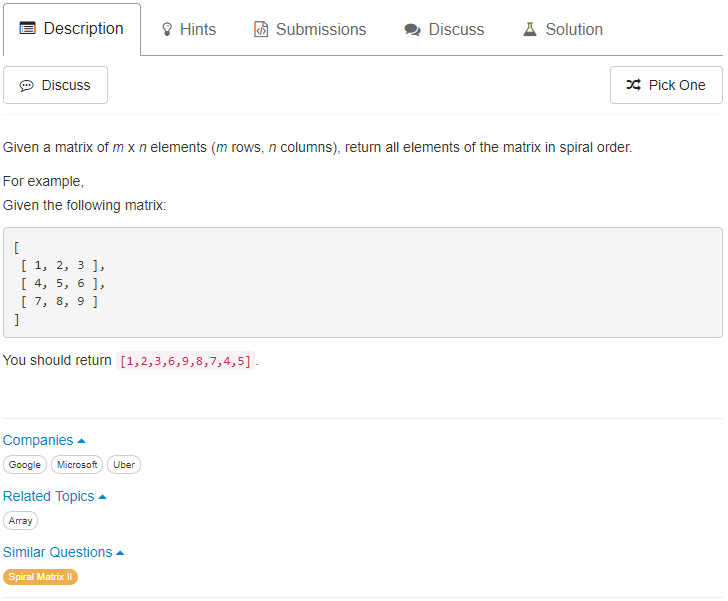 Description Hints Submissions Discuss Solution
Discuss Pick One
Given a matrix of m x n elements (m rows, n columns), return all elements of the matrix in spiral order.
For example,
Given the following matrix:
[
[ 1, 2, 3 ],
[ 4, 5, 6 ],
[ 7, 8, 9 ]
]
You should return [1,2,3,6,9,8,7,4,5].
Companies
Google Microsoft Uber
Related Topics
Array
Similar Questions
Spiral Matrix II